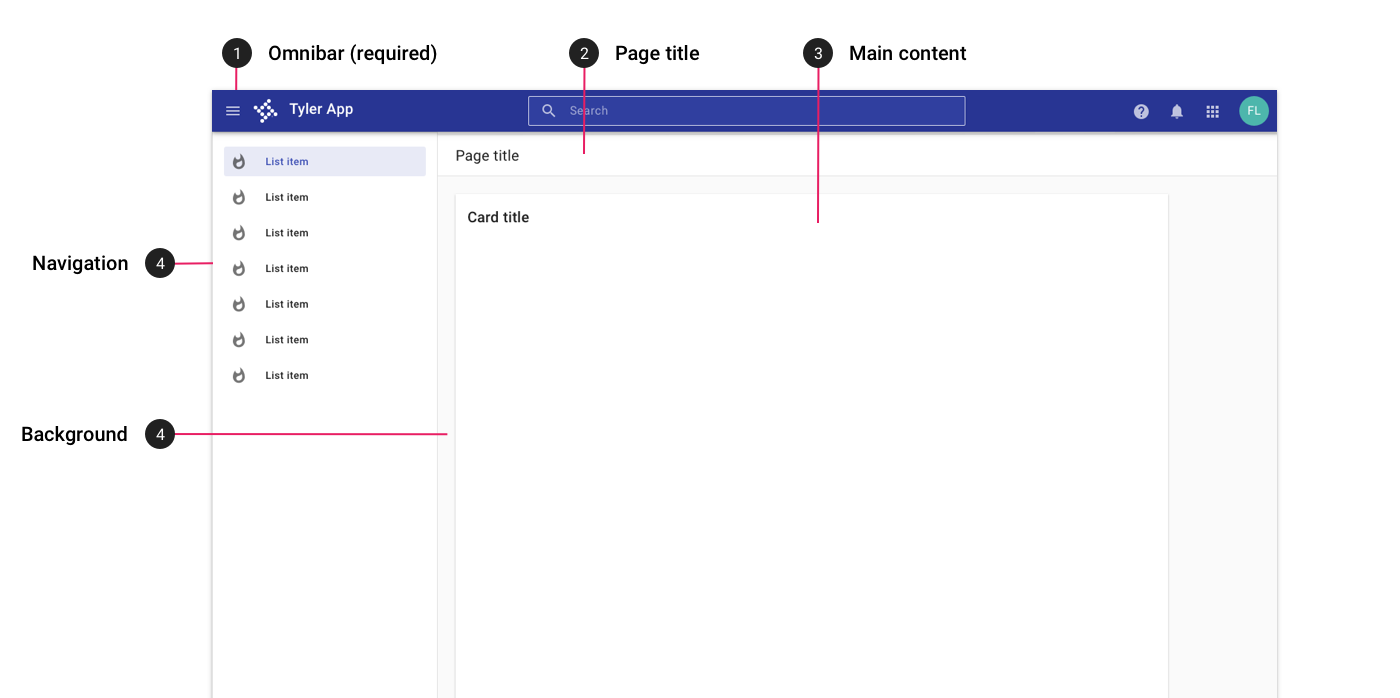 1 Omnibar (required)
2 Page title
3 Main content
Tyler App
Search
FL
Page title
List item
List item
List item
List item
List item
List item
List item
Card title
Navigation 4
Background 4